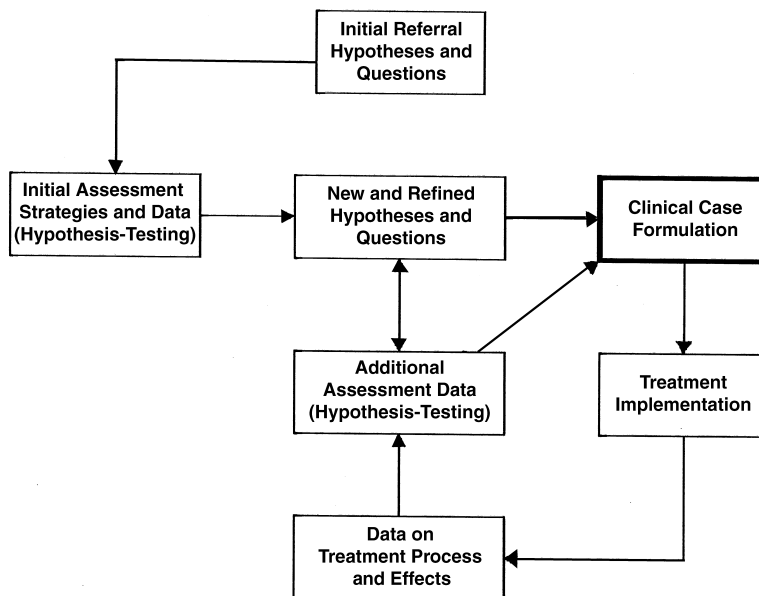 Initial Referral
Hypotheses and
Questions
Initial Assessment
Strategies and Data
(Hypothesis-Testing)
New and Refined
Hypotheses and
Questions
Clinical Case
Formulation
Additional
Assessment Data
(Hypothesis-Testing)
Treatment
Implementation
Data on
Treatment Process
and Effects